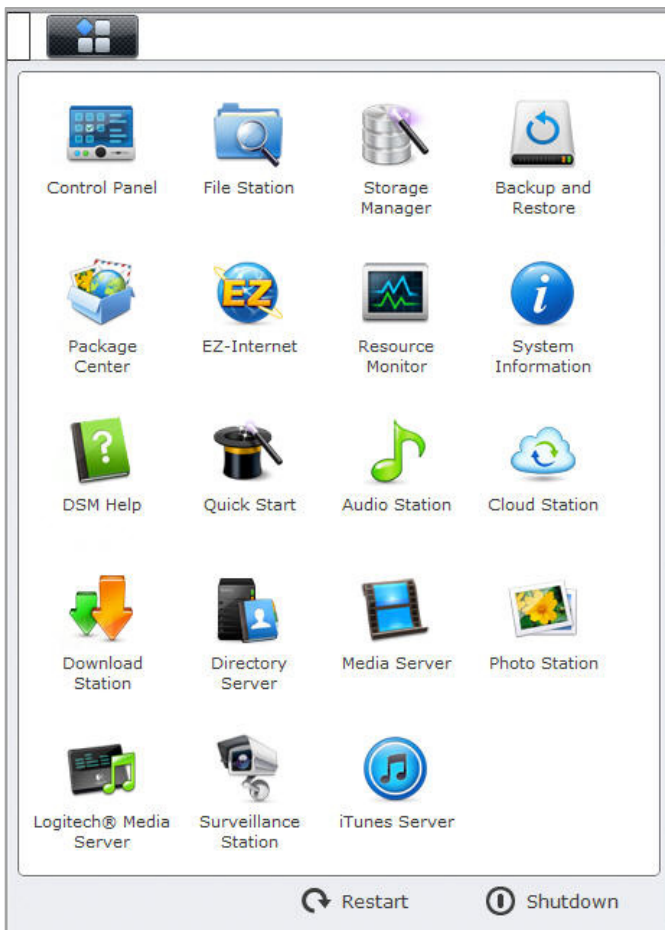 Control Panel
File Station
Storage
Manager
Backup and
Restore
Package
Center
EZ
EZ-Internet
Resource
Monitor
i
System
Information
?
DSM Help
Quick Start
Audio Station
Cloud Station
Download
Station
Directory
Server
Media Server
Photo Station
Logitech® Media
Server
Surveillance
Station
iTunes Server
Restart
Shutdown